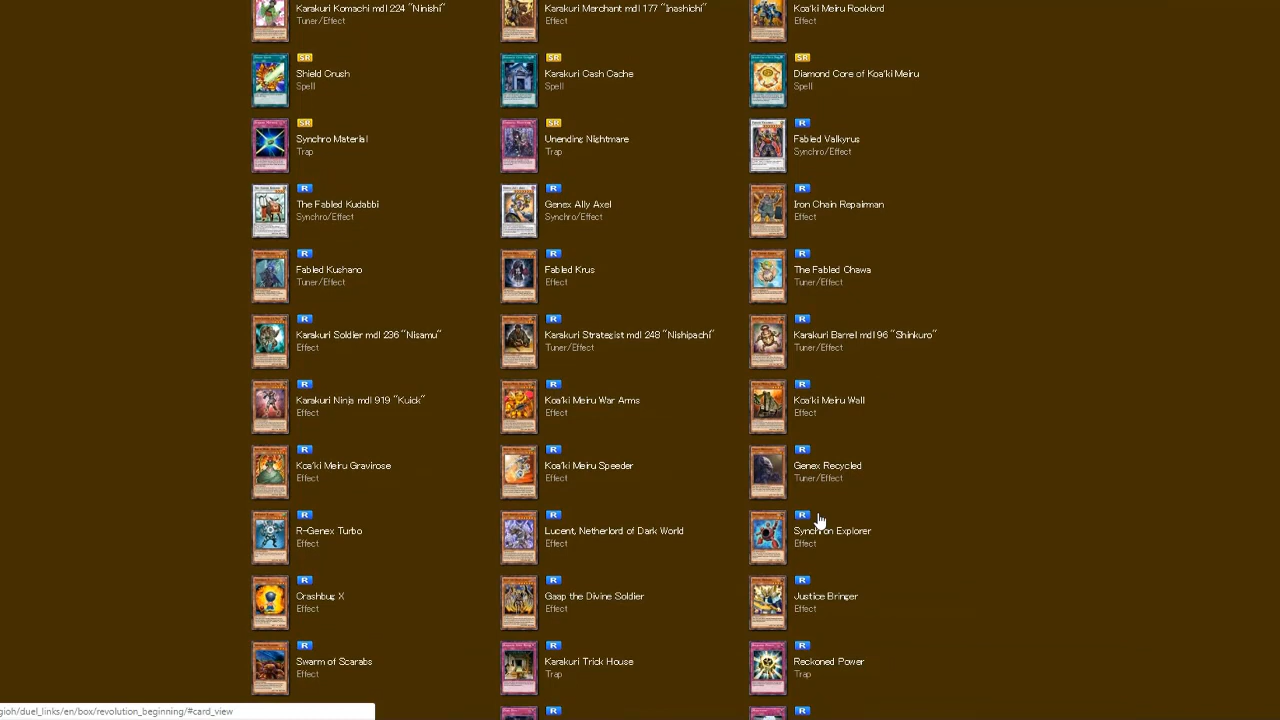 Karakuri Komachi mdl 224 "Ninishi"
Tuner/Effect
Karakuri Merchant mdl 177 "Inashichi"
Effect
Koa'ki Meiru Rooklord
Effect
SR
Shield Crush
Spell
SR
Karakuri Cash Cache
Spell
SR
Diamond Core of Koa'ki Meiru
Spell
SR
Synchro Material
Trap
SR
Unending Nightmare
Trap
R
Fabled Valkyrus
Synchro/Effect
R
The Fabled Kudabbi
Synchro/Effect
R
Genex Ally Axel
Synchro/Effect
R
Iron Chain Repairman
Effect
R
Fabled Kushano
Tuner/Effect
R
Fabled Krus
Effect
R
The Fabled Chawa
Tuner/Effect
R
Karakuri Soldier mdl 236 "Nisamu"
Effect
R
Karakuri Strategist mdl 248 "Nishipachi"
Tuner/Effect
R
Karakuri Barrel mdl 96 "Shinkuro"
Tuner/Effect
R
Karakuri Ninja mdl 919 "Kuick"
Effect
R
Koa'ki Meiru War Arms
Effect
R
Koa'ki Meiru Wall
Effect
R
Koa'ki Meiru Gravirose
Effect
R
Koa'ki Meiru Speeder
Effect
R
Genex Recycled
Tuner/Effect
R
R-Genex Turbo
Effect
R
Lucent, Netherlord of Dark World
Effect
R
Synchron Explorer
Effect
R
Crashbug X
Effect
R
Gaap the Divine Soldier
Effect
R
Justice Bringer
Effect
R
Swarm of Scarabs
Effect
R
Karakuri Trick House
Trap
R
Reckoned Power
Trap
R
R
R
gioh/duel_links/en/box/revolution_beginning/#card_view